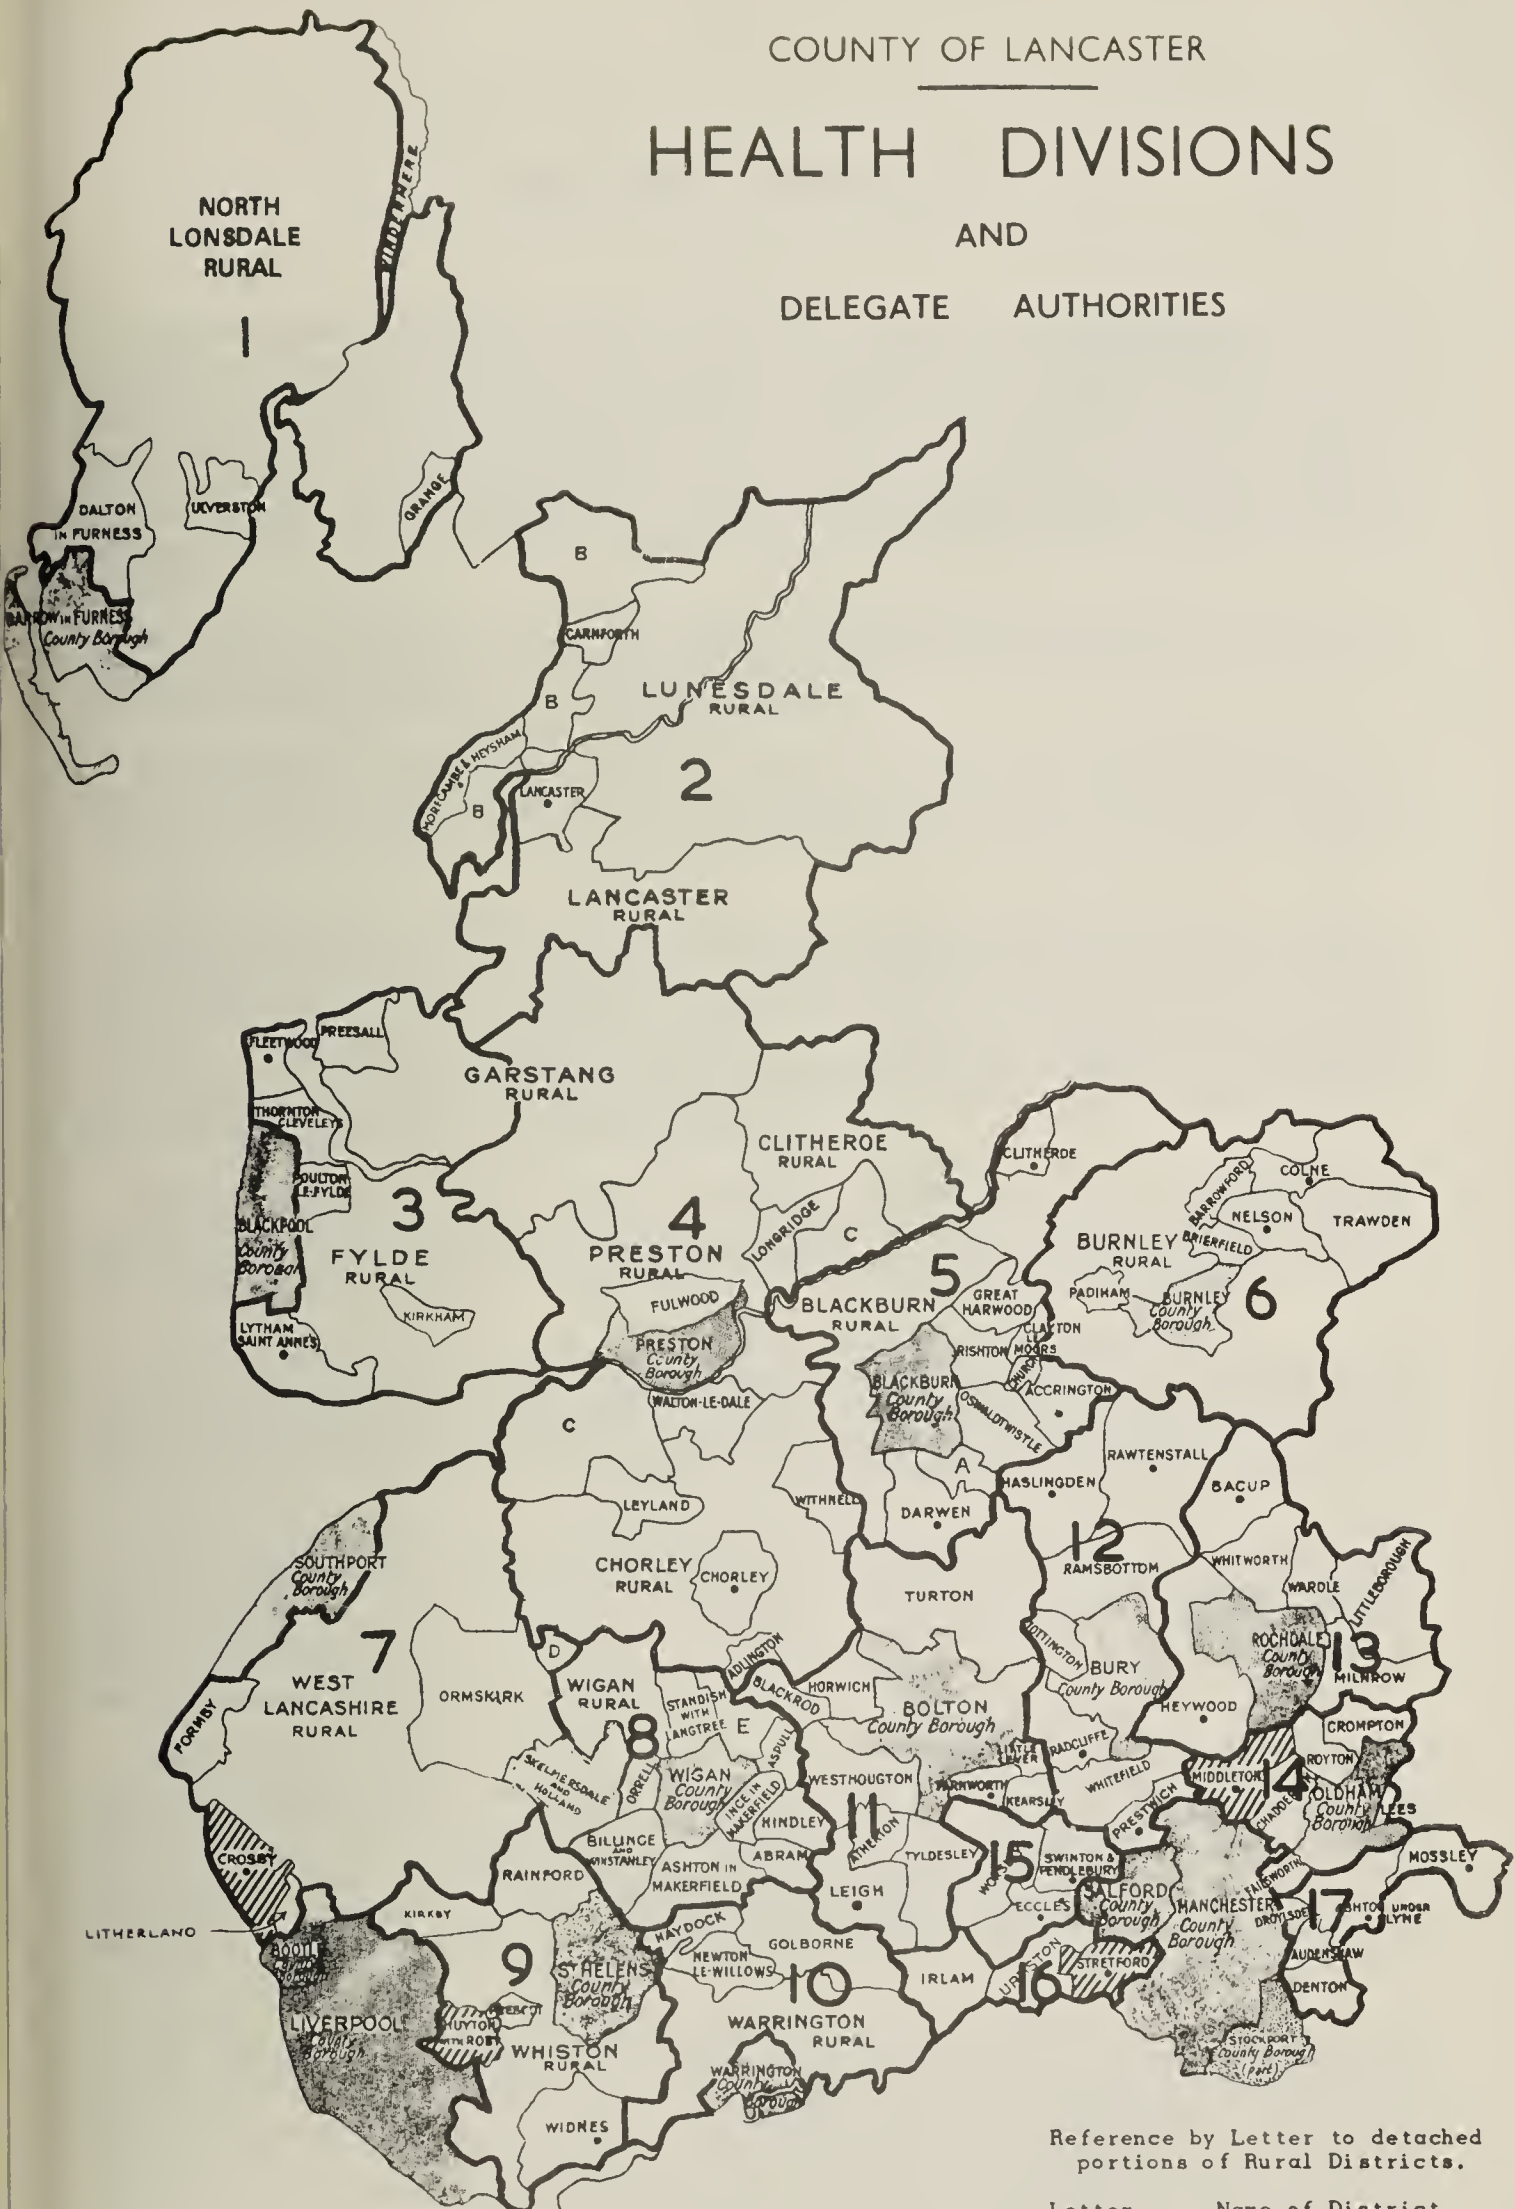 COUNTY OF LANCASTER
HEALTH DIVISIONS
AND
DELEGATE AUTHORITIES
NORTH
LONSDALE
RURAL
1
WINDERMERE
GRANGE
DALTON
IN FURNESS
ULVERSTON
BARROW IN FURNESS
County Borough
B
CARNFORTH
LUNESDALE
RURAL
B
MORECAMBE & HEYSHAM
B
LANCASTER
2
LANCASTER
RURAL
FLEETWOOD
PREESALL
GARSTANG
RURAL
THORNTON
CLEVELEYS
POULTON
LE-FYLDE
BLACKPOOL
County
Borough
3
FYLDE
RURAL
KIRKHAM
LYTHAM
SAINT ANNES
CLITHEROE
RURAL
CLITHEROE
4
PRESTON
RURAL
LONGRIDGE
C
FULWOOD
PRESTON
County
Borough
5
BLACKBURN
RURAL
GREAT
HARWOOD
CLAYTON
LE
MOORS
RISHTON
CHURCH
ACCRINGTON
BLACKBURN
County
Borough
OSWALDTWISTLE
A
DARWEN
BARROWFORD
COLNE
NELSON
TRAWDEN
BRIERFIELD
BURNLEY
RURAL
PADIHAM
BURNLEY
County
Borough
6
WALTON-LE-DALE
C
LEYLAND
WITHNELL
CHORLEY
RURAL
CHORLEY
HASLINGDEN
RAWTENSTALL
BACUP
12
RAMSBOTTOM
WHITWORTH
WARDLE
LITTLEBOROUGH
SOUTHPORT
County
Borough
7
WEST
LANCASHIRE
RURAL
ORMSKIRK
FORMBY
D
WIGAN
RURAL
8
STANDISH
WITH
LANGTREE
E
ADLINGTON
BLACKROD
HORWICH
ASPULL
TURTON
BOLTON
County Borough
TOTTINGTON
BURY
County Borough
HEYWOOD
ROCHDALE
County
Borough
13
MILNROW
CROMPTON
ROYTON
MIDDLETON
14
OLDHAM
County
Borough
LEES
RADCLIFFE
LITTLE
LEVER
WHITEFIELD
PRESTWICH
FARNWORTH
KEARSLEY
SKELMERSDALE
AND
HOLLAND
ORRELL
WIGAN
County
Borough
INCE IN
MAKERFIELD
HINDLEY
WESTHOUGTON
11
ATHERTON
TYLDESLEY
15
SWINTON &
PENDLEBURY
BILLINGE
AND
WINSTANLEY
ASHTON IN
MAKERFIELD
ABRAM
LEIGH
ECCLES
SALFORD
County
Borough
MANCHESTER
County
Borough
FAILSWORTH
DROYLSDEN
17
MOSSLEY
ASHTON UNDER
LYNE
AUDENSHAW
DENTON
CROSBY
LITHERLAND
RAINFORD
KIRKBY
BOOTLE
County
Borough
9
ST HELENS
County
Borough
HAYDOCK
NEWTON
LE-WILLOWS
GOLBORNE
10
IRLAM
URMSTON
16
STRETFORD
LIVERPOOL
County
Borough
HUYTON
WITH ROBY
PRESCOT
WHISTON
RURAL
WARRINGTON
RURAL
WARRINGTON
County
Borough
STOCKPORT
County Borough
(part)
WIDNES
Reference by Letter to detached
portions of Rural Districts.
Letter Name of District